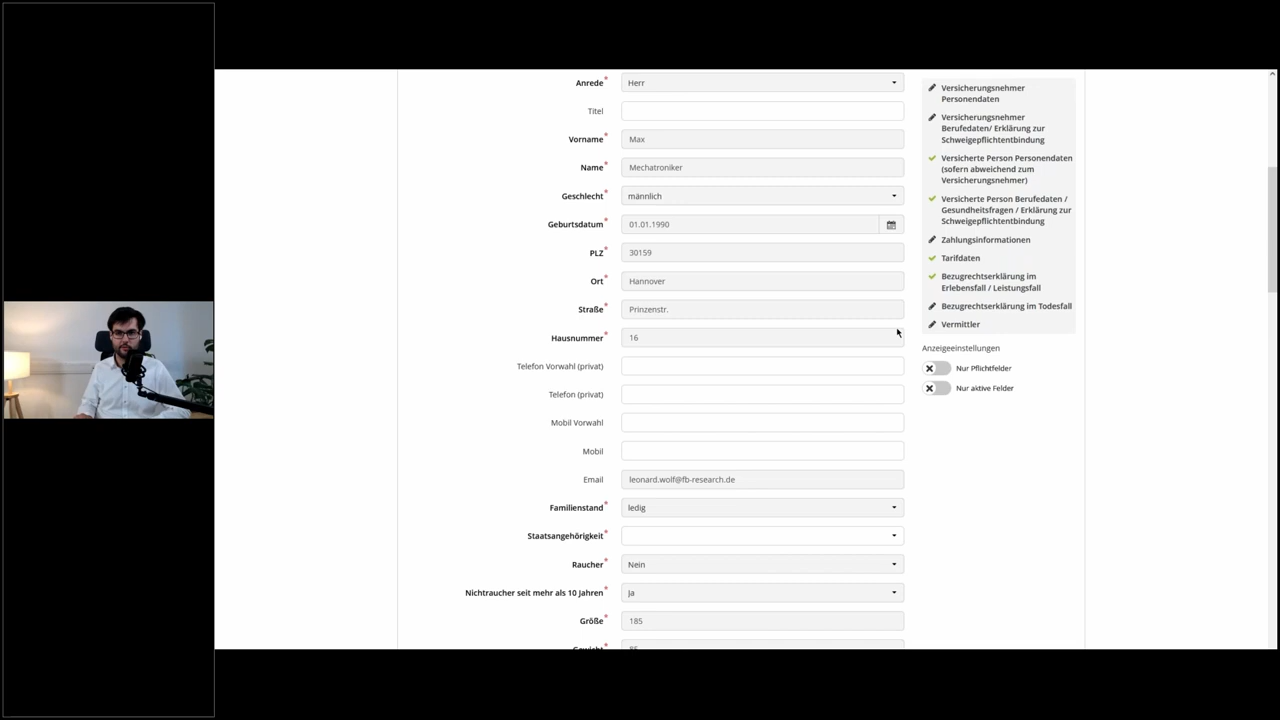 Anrede*
Herr
Titel
Vorname*
Max
Name*
Mechatroniker
Geschlecht*
männlich
Geburtsdatum*
01.01.1990
PLZ*
30159
Ort*
Hannover
Straße*
Prinzenstr.
Hausnummer*
16
Telefon Vorwahl (privat)
Telefon (privat)
Mobil Vorwahl
Mobil
Email
leonard.wolf@fb-research.de
Familienstand*
ledig
Staatsangehörigkeit*
Raucher*
Nein
Nichtraucher seit mehr als 10 Jahren*
ja
Größe*
185
Gewicht*
85
Versicherungsnehmer
Personendaten
Versicherungsnehmer
Berufedaten/ Erklärung zur
Schweigepflichtentbindung
Versicherte Person Personendaten
(sofern abweichend zum
Versicherungsnehmer)
Versicherte Person Berufedaten /
Gesundheitsfragen / Erklärung zur
Schweigepflichtentbindung
Zahlungsinformationen
Tarifdaten
Bezugrechtserklärung im
Erlebensfall / Leistungsfall
Bezugrechtserklärung im Todesfall
Vermittler
Anzeigeeinstellungen
Nur Pflichtfelder
Nur aktive Felder